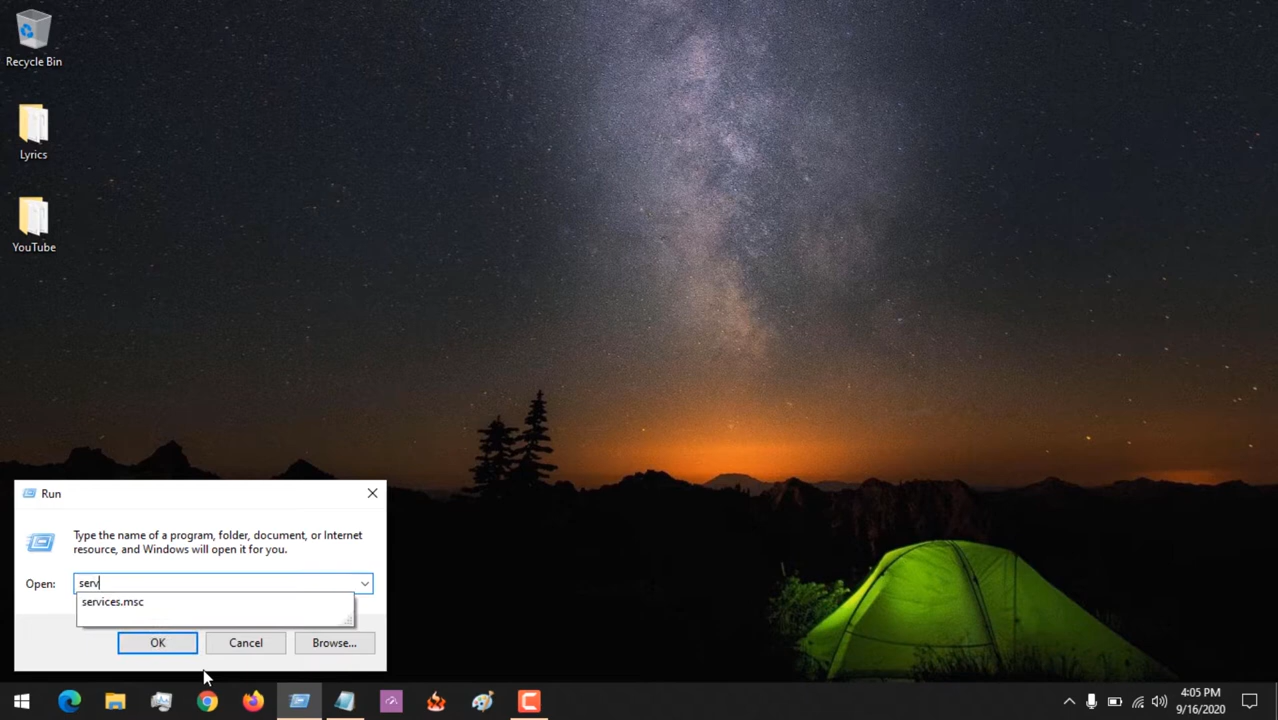 Recycle Bin
Lyrics
YouTube
Run
Type the name of a program, folder, document, or Internet
resource, and Windows will open it for you.
Open: serv
services.msc
OK Cancel Browse...
4:05 PM
9/16/2020